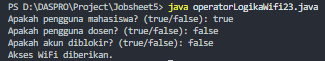 PS D:\DASPRO\Project\Jobsheet5> java operatorLogikaWifi23.java
Apakah pengguna mahasiswa? (true/false): true
Apakah pengguna dosen? (true/false): false
Apakah akun diblokir? (true/false): false
Akses WiFi diberikan.